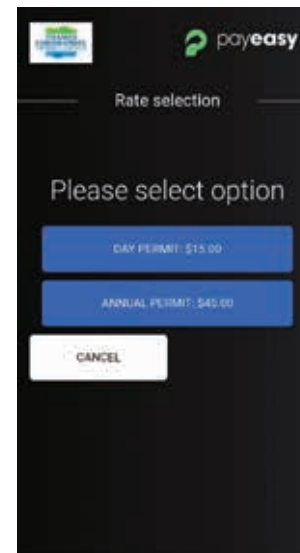 payeasy
Rate selection
Please select option
DAY PERMIT: $15.00
ANNUAL PERMIT: $45.00
CANCEL